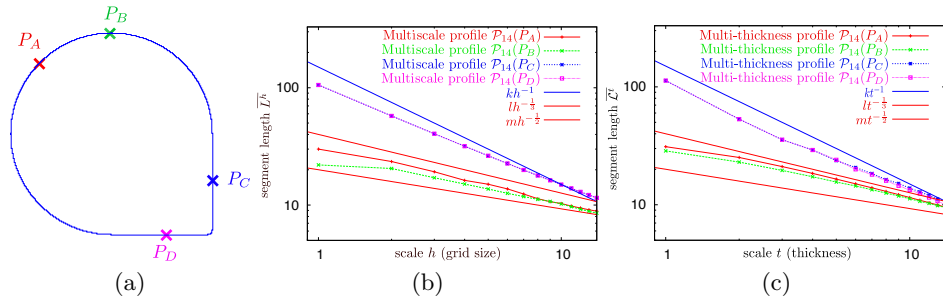 P_A
P_B
P_C
P_D
(a)
segment length \overline{L}^h
100
10
Multiscale profile P_14(P_A)
Multiscale profile P_14(P_B)
Multiscale profile P_14(P_C)
Multiscale profile P_14(P_D)
kh^{-1}
lh^{-1/3}
mh^{-1/2}
1
10
scale h (grid size)
(b)
segment length \overline{\mathcal{L}}^t
100
10
Multi-thickness profile P_14(P_A)
Multi-thickness profile P_14(P_B)
Multi-thickness profile P_14(P_C)
Multi-thickness profile P_14(P_D)
kt^{-1}
lt^{-1/3}
mt^{-1/2}
1
10
scale t (thickness)
(c)